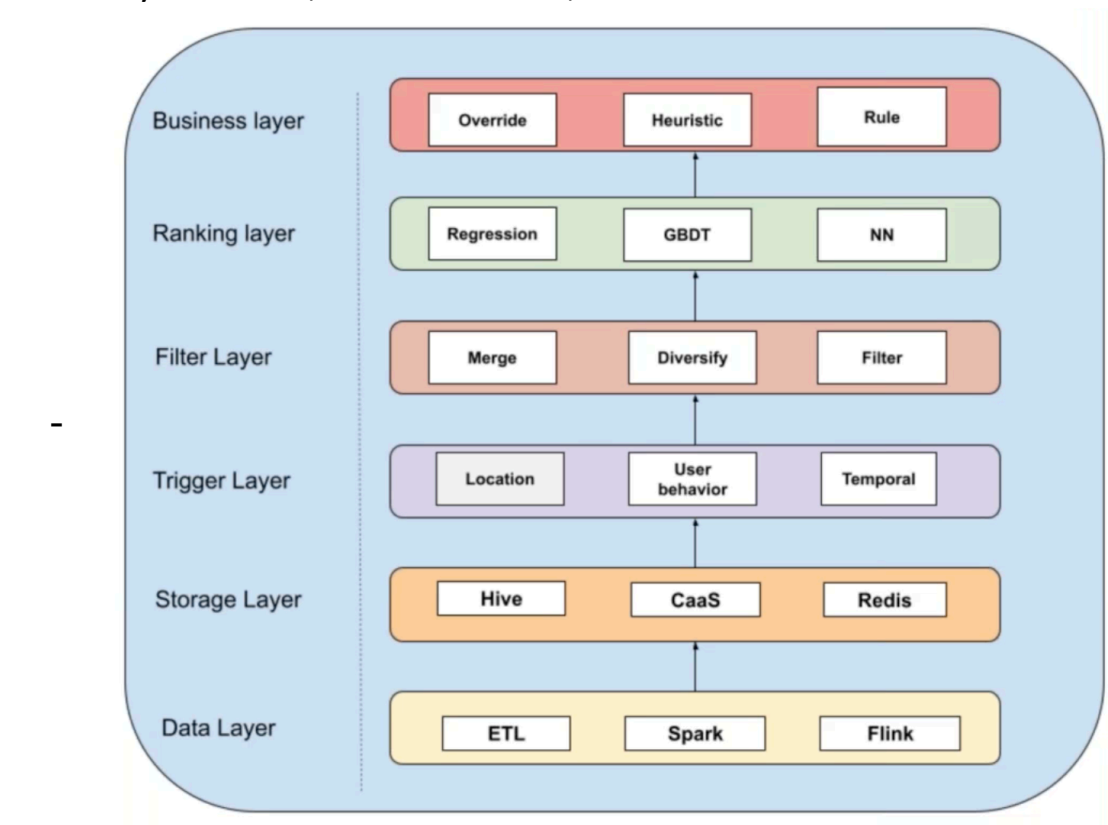 Business layer
Override
Heuristic
Rule
Ranking layer
Regression
GBDT
NN
Filter Layer
Merge
Diversify
Filter
-
Trigger Layer
Location
User
behavior
Temporal
Storage Layer
Hive
CaaS
Redis
Data Layer
ETL
Spark
Flink